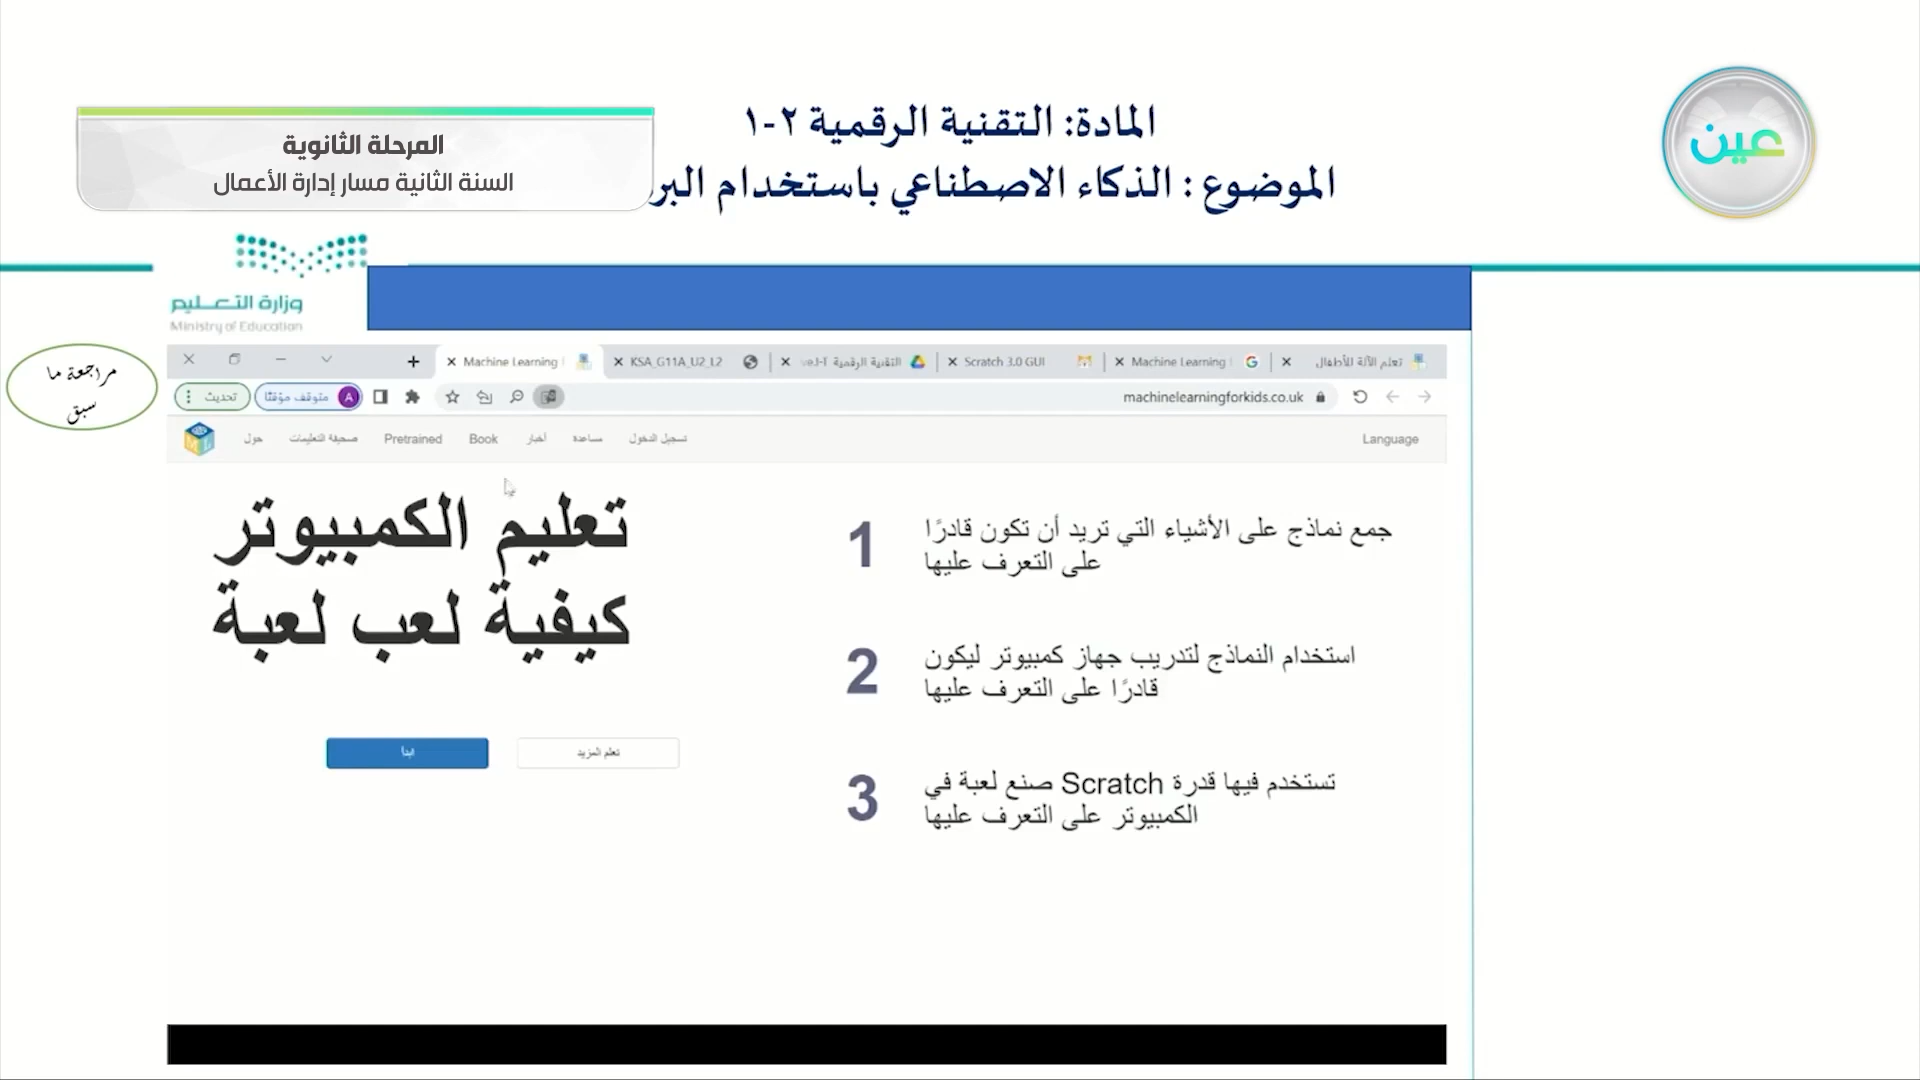 المادة: التقنية الرقمية ٢-١
الموضوع : الذكاء الاصطناعي باستخدام
المرحلة الثانوية
السنة الثانية مسار إدارة الأعمال
عين
وزارة التعليم
Ministry of Education
مراجعة ما
سبق
تعلم الآلة للأطفال
Machine Learning
Scratch 3.0 GUI
التقنية الرقمية
KSA_G11A_U2_L2
Machine Learning
machinelearningforkids.co.uk
متوقف مؤقتًا A
تحديث
Language
تسجيل الدخول
مساعدة
أخبار
Book
Pretrained
صحيفة التعليمات
حول
تعليم الكمبيوتر
كيفية لعب لعبة
تعلم المزيد
ابدأ
1
جمع نماذج على الأشياء التي تريد أن تكون قادرًا
على التعرف عليها
2
استخدام النماذج لتدريب جهاز كمبيوتر ليكون
قادرًا على التعرف عليها
3
تستخدم فيها قدرة Scratch صنع لعبة في
الكمبيوتر على التعرف عليها